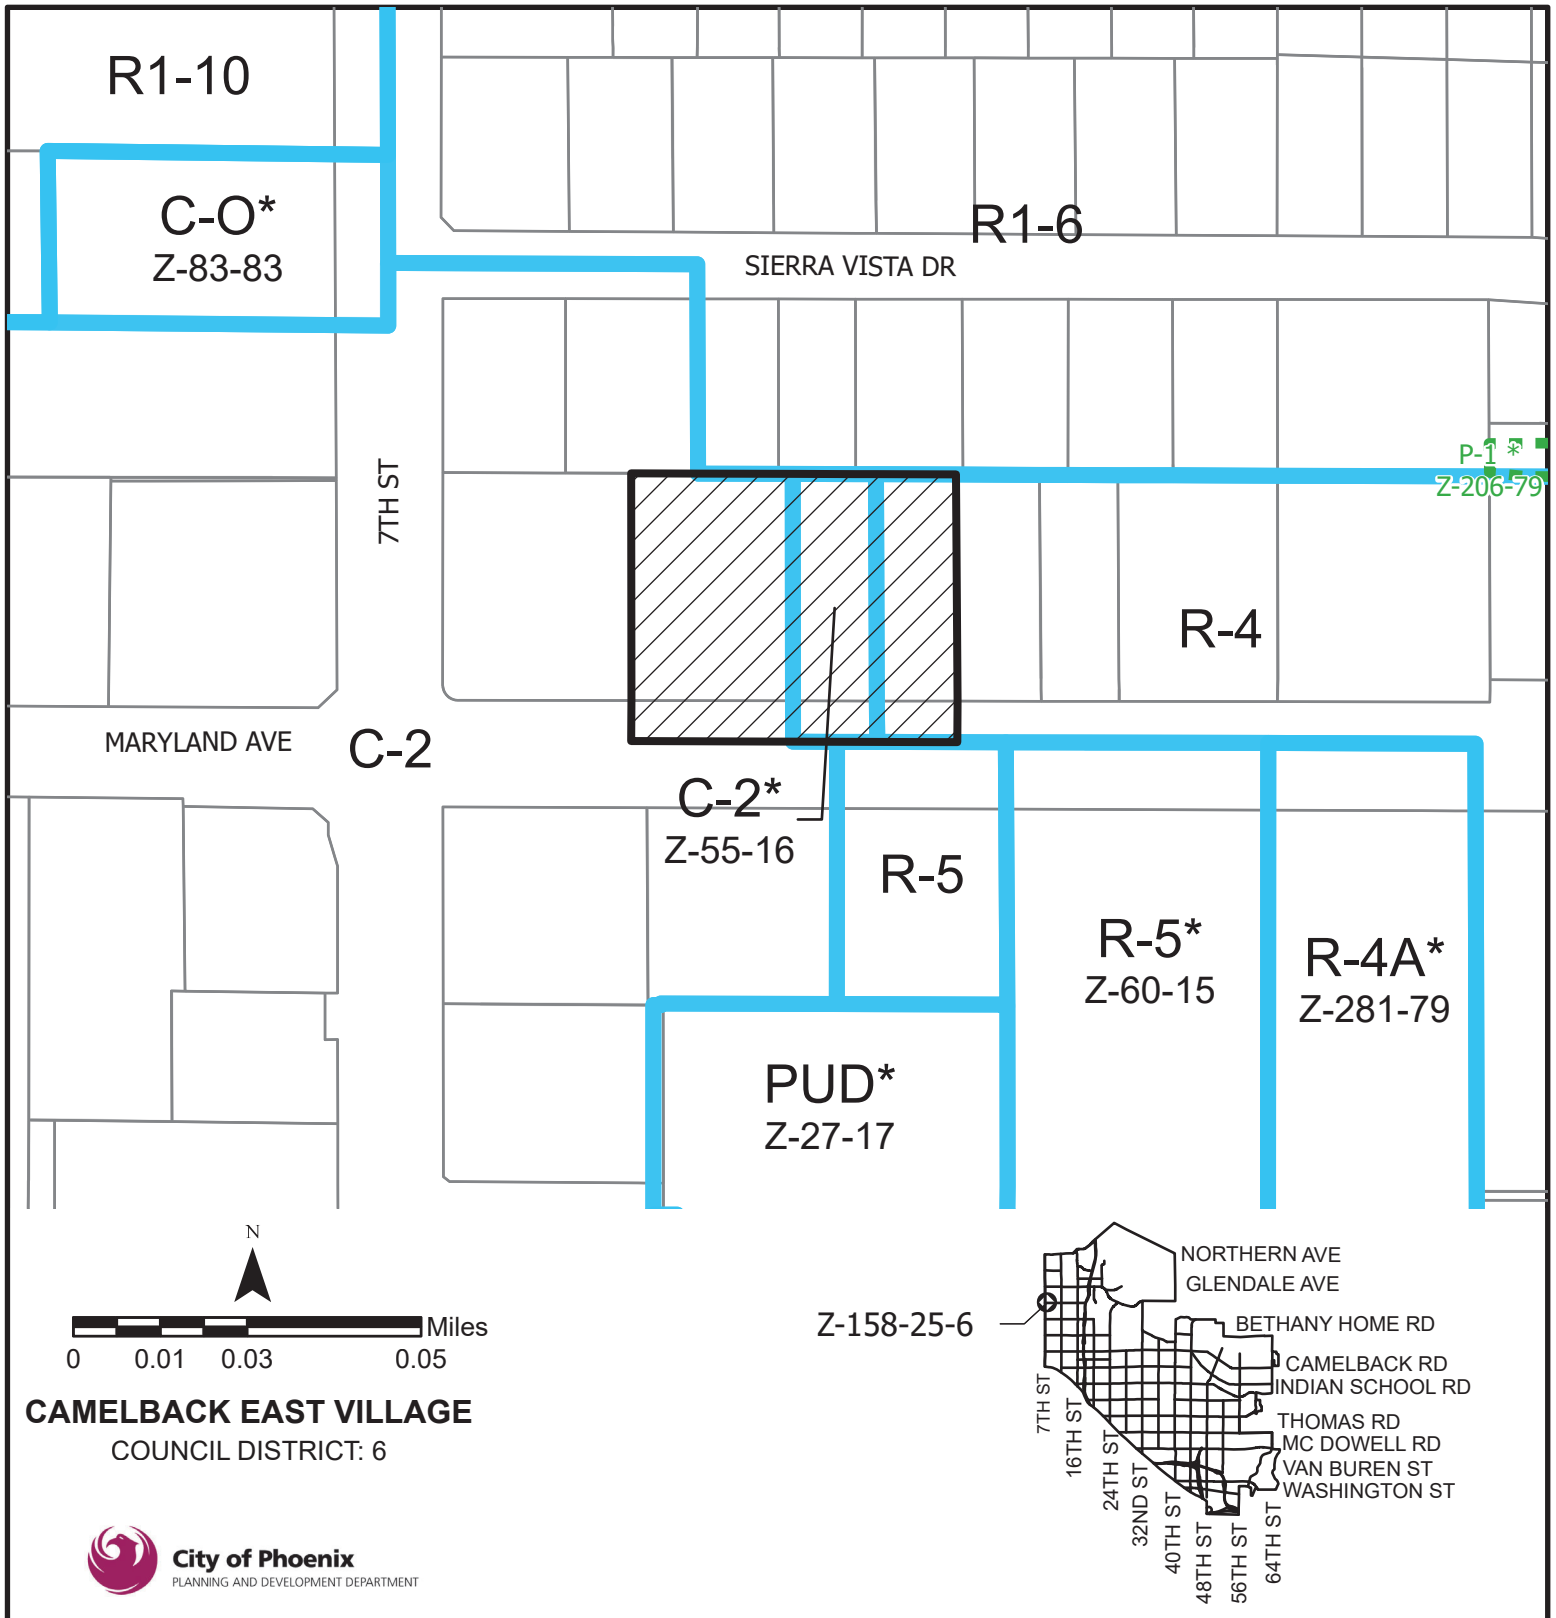 R1-10
C-O*
Z-83-83
R1-6
SIERRA VISTA DR
7TH ST
P-1 *
Z-206-79
R-4
MARYLAND AVE
C-2
C-2*
Z-55-16
R-5
R-5*
Z-60-15
R-4A*
Z-281-79
PUD*
Z-27-17
N
Miles
0 0.01 0.03 0.05
CAMELBACK EAST VILLAGE
COUNCIL DISTRICT: 6
City of Phoenix
PLANNING AND DEVELOPMENT DEPARTMENT
Z-158-25-6
NORTHERN AVE
GLENDALE AVE
BETHANY HOME RD
CAMELBACK RD
INDIAN SCHOOL RD
THOMAS RD
MC DOWELL RD
VAN BUREN ST
WASHINGTON ST
7TH ST
16TH ST
24TH ST
32ND ST
40TH ST
48TH ST
56TH ST
64TH ST